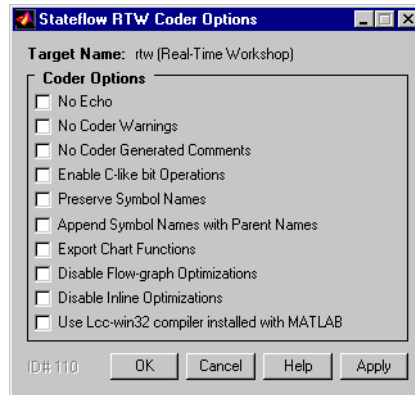 Stateflow RTW Coder Options
Target Name: rtw (Real-Time Workshop)
Coder Options
No Echo
No Coder Warnings
No Coder Generated Comments
Enable C-like bit Operations
Preserve Symbol Names
Append Symbol Names with Parent Names
Export Chart Functions
Disable Flow-graph Optimizations
Disable Inline Optimizations
Use Lcc-win32 compiler installed with MATLAB
ID# 110 OK Cancel Help Apply